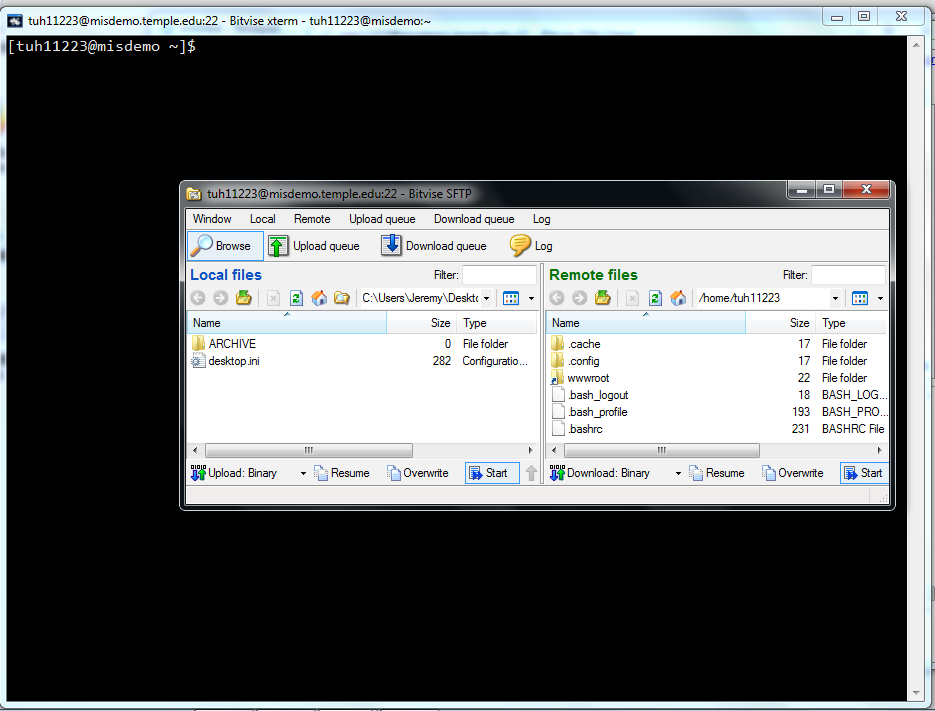 tuh11223@misdemo.temple.edu:22 - Bitvise xterm - tuh11223@misdemo:~
[tuh11223@misdemo ~]$
tuh11223@misdemo.temple.edu:22 - Bitvise SFTP
Window Local Remote Upload queue Download queue Log
Browse Upload queue Download queue Log
Local files Filter: Remote files Filter:
C:\Users\Jeremy\Deskto /home/tuh11223
Name Size Type Name Size Type
ARCHIVE 0 File folder .cache 17 File folder
desktop.ini 282 Configuratio... .config 17 File folder
wwwroot 22 File folder
.bash_logout 18 BASH_LOG...
.bash_profile 193 BASH_PRO...
.bashrc 231 BASHRC File
Upload: Binary Resume Overwrite Start Download: Binary Resume Overwrite Start